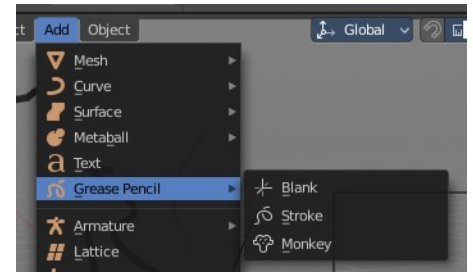 Add Object Global
Mesh
Curve
Surface
Metaball
Text
Grease Pencil
Blank
Stroke
Monkey
Armature
Lattice